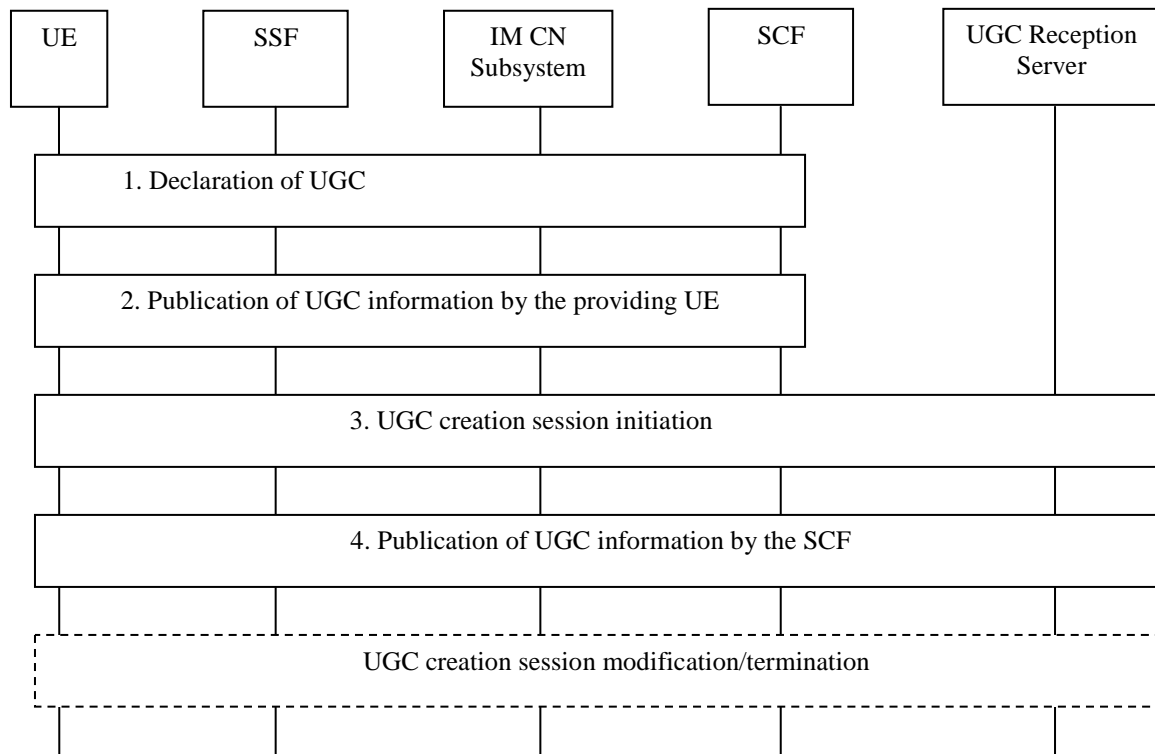 UE
SSF
IM CN
Subsystem
SCF
UGC Reception
Server
1. Declaration of UGC
2. Publication of UGC information by the providing UE
3. UGC creation session initiation
4. Publication of UGC information by the SCF
UGC creation session modification/termination